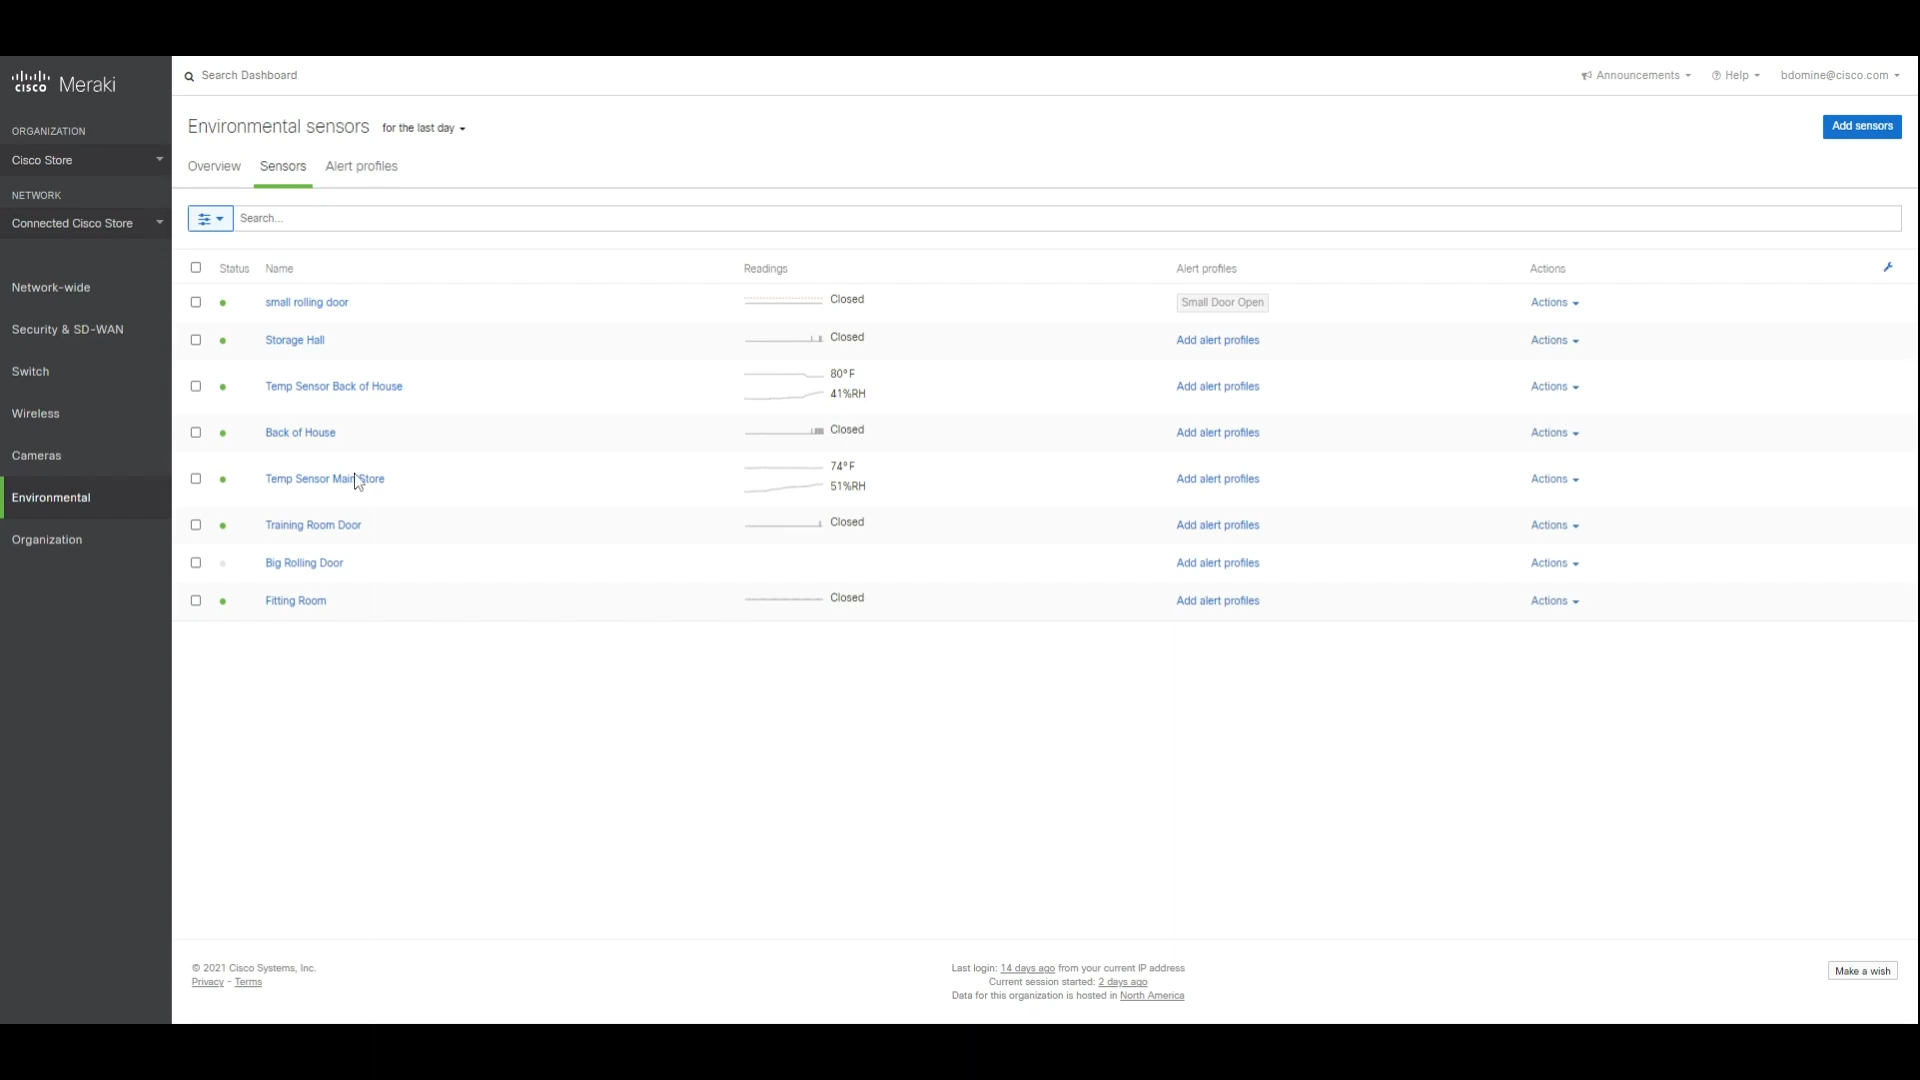 cisco Meraki
Search Dashboard
Announcements
Help
bdomine@cisco.com
ORGANIZATION
Cisco Store
NETWORK
Connected Cisco Store
Network-wide
Security & SD-WAN
Switch
Wireless
Cameras
Environmental
Organization
Environmental sensors for the last day
Add sensors
Overview Sensors Alert profiles
Search...
Status Name Readings Alert profiles Actions
small rolling door Closed Small Door Open Actions
Storage Hall Closed Add alert profiles Actions
Temp Sensor Back of House 80°F 41%RH Add alert profiles Actions
Back of House Closed Add alert profiles Actions
Temp Sensor Main Store 74°F 51%RH Add alert profiles Actions
Training Room Door Closed Add alert profiles Actions
Big Rolling Door Add alert profiles Actions
Fitting Room Closed Add alert profiles Actions
© 2021 Cisco Systems, Inc.
Privacy - Terms
Last login: 14 days ago from your current IP address
Current session started: 2 days ago
Data for this organization is hosted in North America
Make a wish